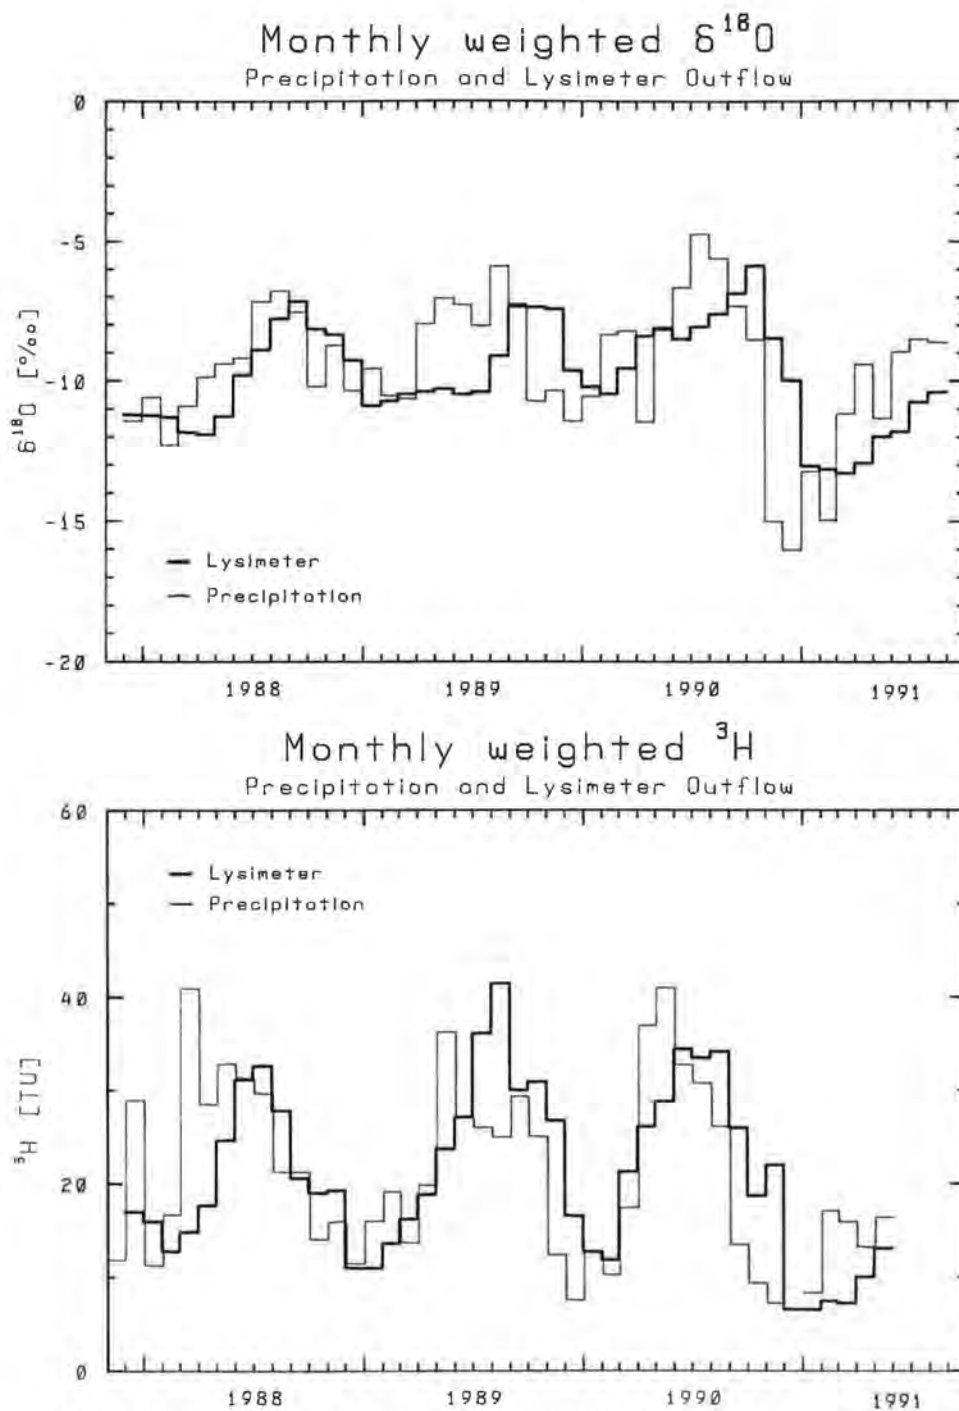 Monthly weighted δ¹⁸O
Precipitation and Lysimeter Outflow
0
-5
-10
-15
-20
δ¹⁸O [‰]
Lysimeter
Precipitation
1988 1989 1990 1991
Monthly weighted ³H
Precipitation and Lysimeter Outflow
60
40
20
0
³H [TU]
Lysimeter
Precipitation
1988 1989 1990 1991